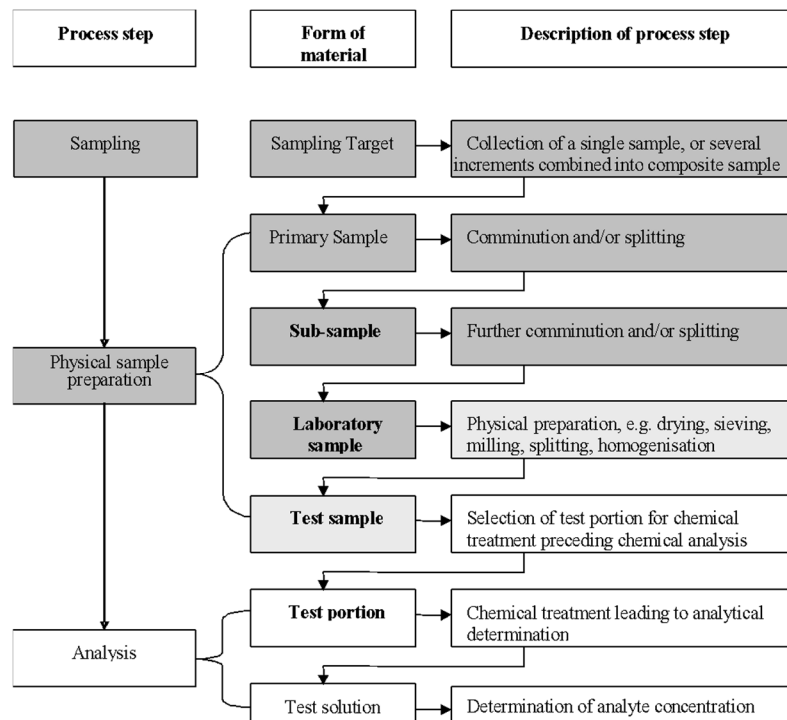 Process step
Form of
material
Description of process step
Sampling
Sampling Target
Collection of a single sample, or several
increments combined into composite sample
Primary Sample
Comminution and/or splitting
Sub-sample
Further comminution and/or splitting
Physical sample
preparation
Laboratory
sample
Physical preparation, e.g. drying, sieving,
milling, splitting, homogenisation
Test sample
Selection of test portion for chemical
treatment preceding chemical analysis
Test portion
Chemical treatment leading to analytical
determination
Analysis
Test solution
Determination of analyte concentration